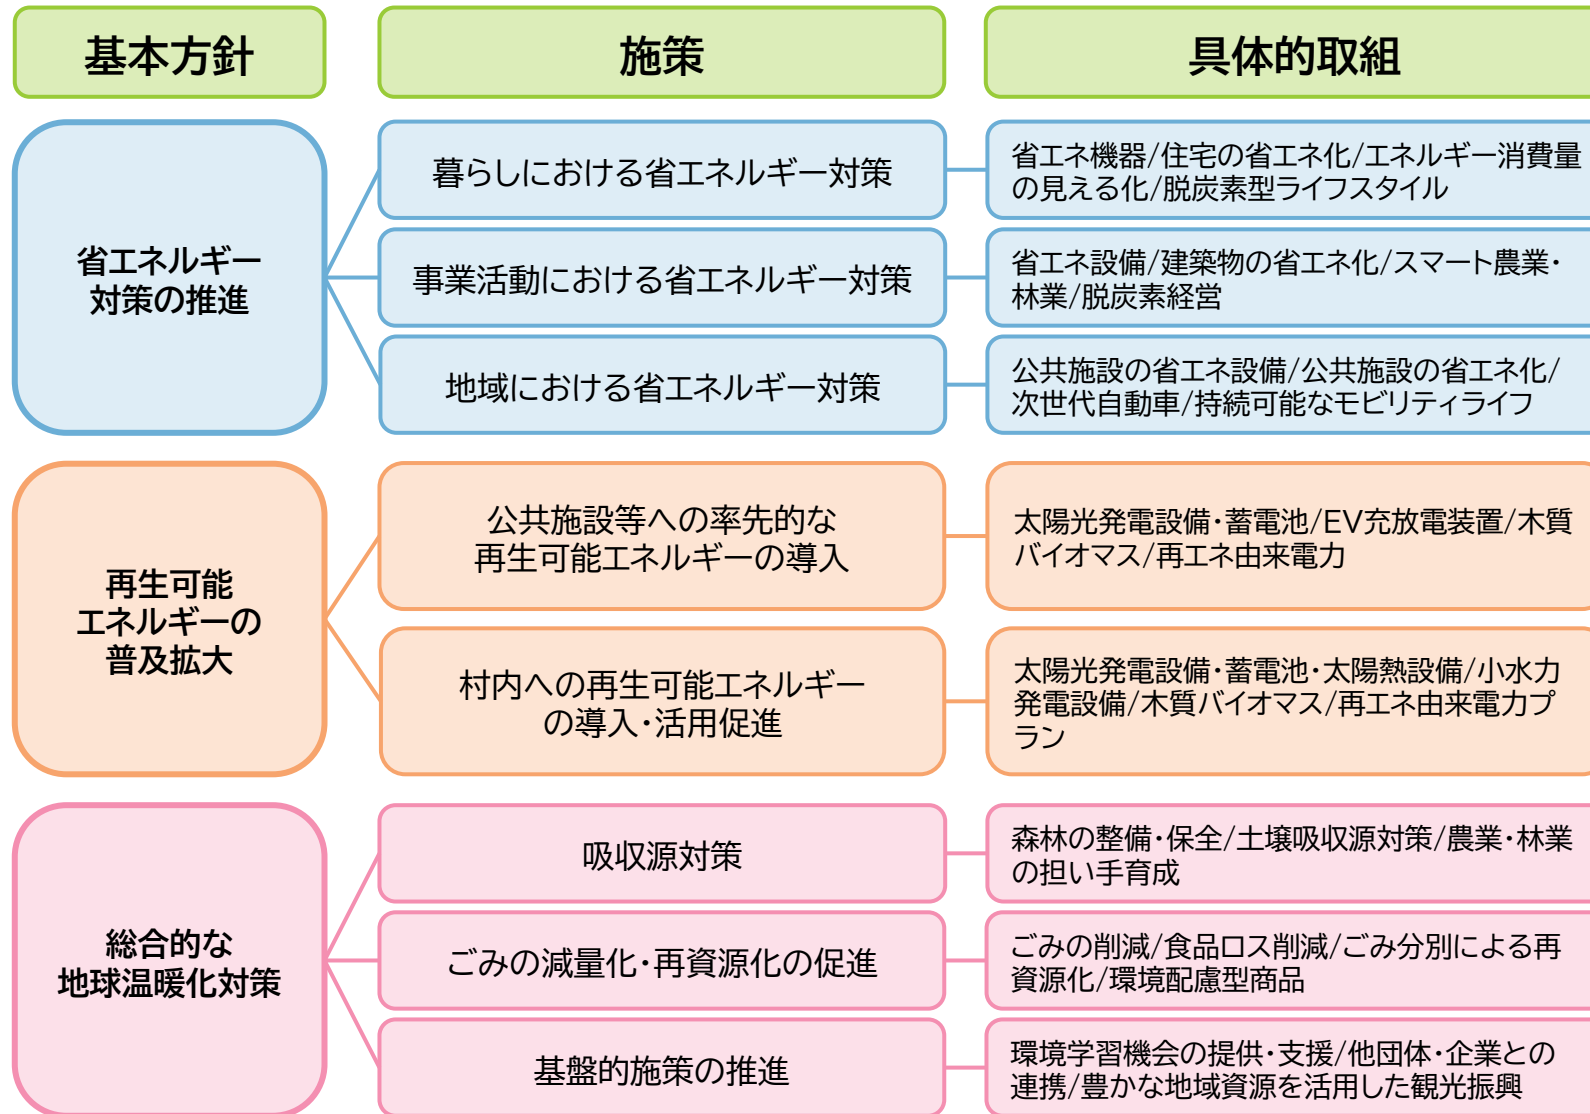 基本方針
施策
具体的取組
省エネルギー
対策の推進
暮らしにおける省エネルギー対策
省エネ機器/住宅の省エネ化/エネルギー消費量
の見える化/脱炭素型ライフスタイル
事業活動における省エネルギー対策
省エネ設備/建築物の省エネ化/スマート農業・
林業/脱炭素経営
地域における省エネルギー対策
公共施設の省エネ設備/公共施設の省エネ化/
次世代自動車/持続可能なモビリティライフ
再生可能
エネルギーの
普及拡大
公共施設等への率先的な
再生可能エネルギーの導入
太陽光発電設備・蓄電池/EV充放電装置/木質
バイオマス/再エネ由来電力
村内への再生可能エネルギー
の導入・活用促進
太陽光発電設備・蓄電池・太陽熱設備/小水力
発電設備/木質バイオマス/再エネ由来電力プ
ラン
総合的な
地球温暖化対策
吸収源対策
森林の整備・保全/土壌吸収源対策/農業・林業
の担い手育成
ごみの減量化・再資源化の促進
ごみの削減/食品ロス削減/ごみ分別による再
資源化/環境配慮型商品
基盤的施策の推進
環境学習機会の提供・支援/他団体・企業との
連携/豊かな地域資源を活用した観光振興